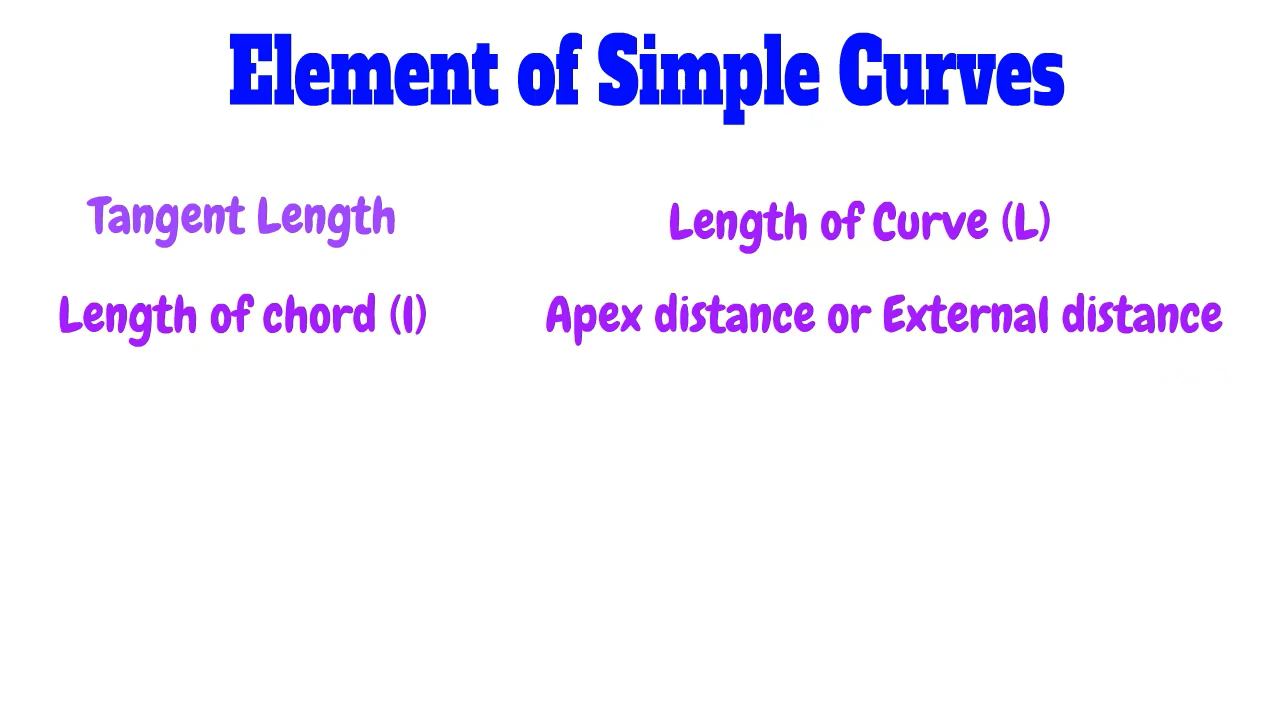 Element of Simple Curves
Tangent Length
Length of Curve (L)
Length of chord (l)
Apex distance or External distance